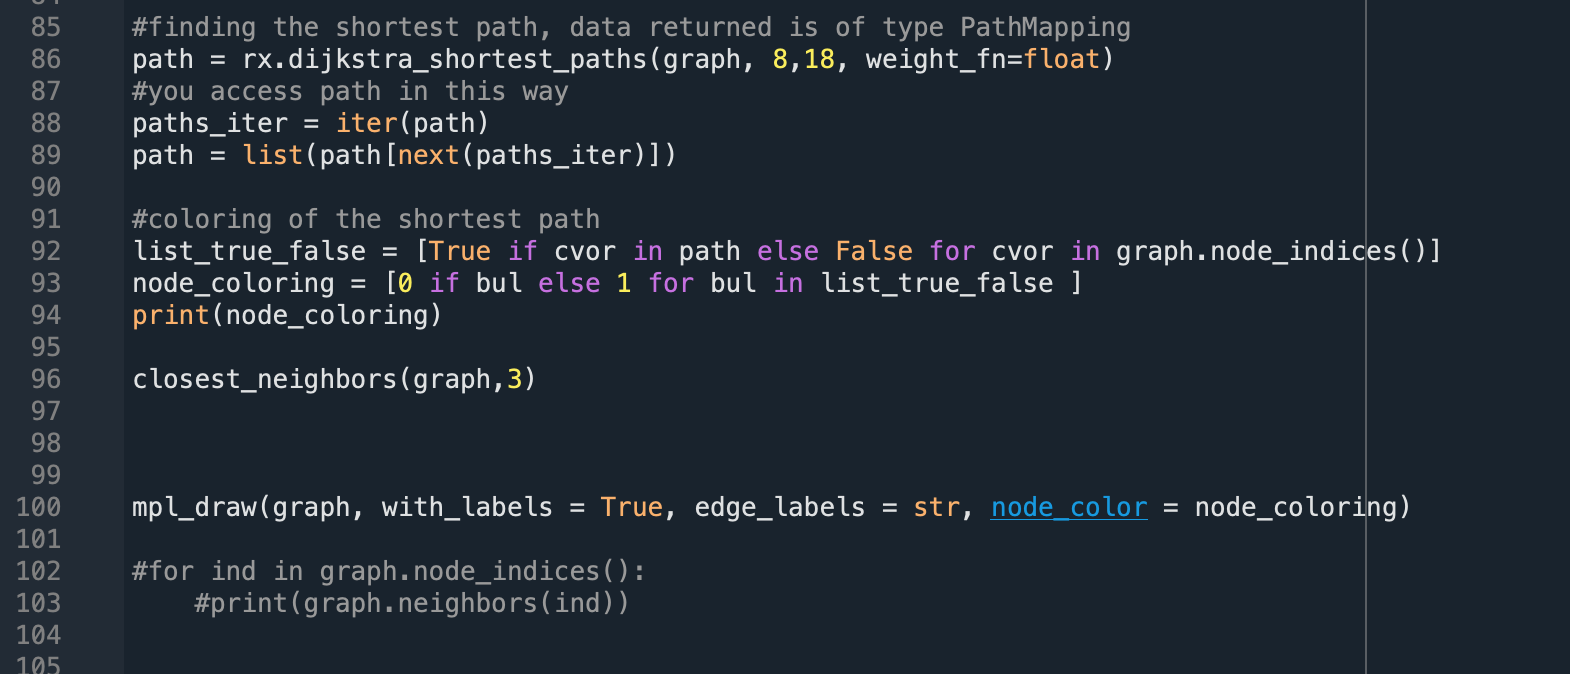 85 #finding the shortest path, data returned is of type PathMapping
86 path = rx.dijkstra_shortest_paths(graph, 8,18, weight_fn=float)
87 #you access path in this way
88 paths_iter = iter(path)
89 path = list(path[next(paths_iter)])
90
91 #coloring of the shortest path
92 list_true_false = [True if cvor in path else False for cvor in graph.node_indices()]
93 node_coloring = [0 if bul else 1 for bul in list_true_false ]
94 print(node_coloring)
95
96 closest_neighbors(graph,3)
97
98
99
100 mpl_draw(graph, with_labels = True, edge_labels = str, node_color = node_coloring)
101
102 #for ind in graph.node_indices():
103     #print(graph.neighbors(ind))
104
105